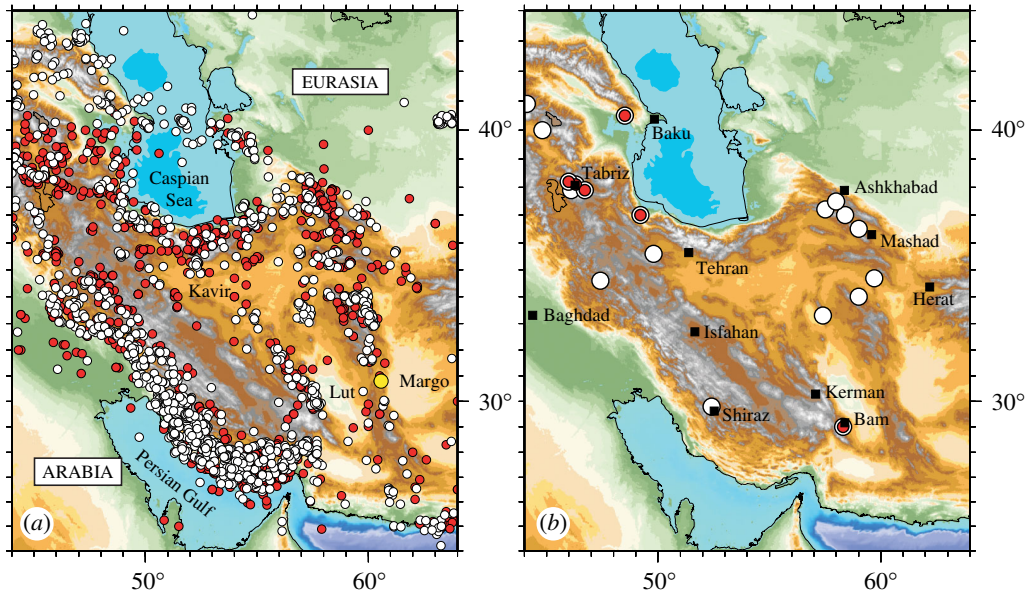 EURASIA
40°
Caspian
Sea
Kavir
Lut
Margo
30°
ARABIA
Persian Gulf
(a)
50°
60°
Baku
Tabriz
Ashkhabad
Mashad
Tehran
Herat
Baghdad
Isfahan
Kerman
Shiraz
Bam
(b)
40°
30°
50°
60°